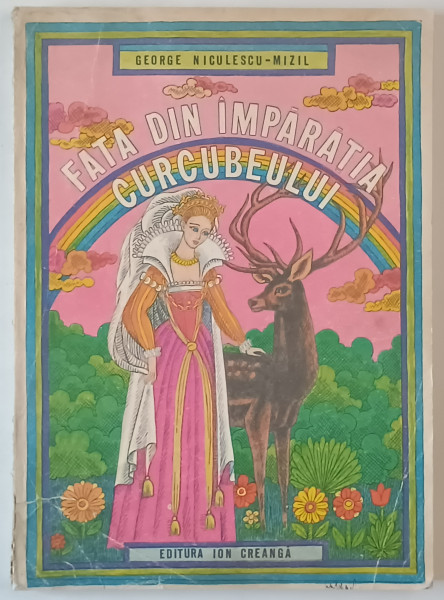 GEORGE NICULESCU-MIZIL
FATA DIN ÎMPĂRĂȚIA
CURCUBEULUI
EDITURA ION CREANGĂ